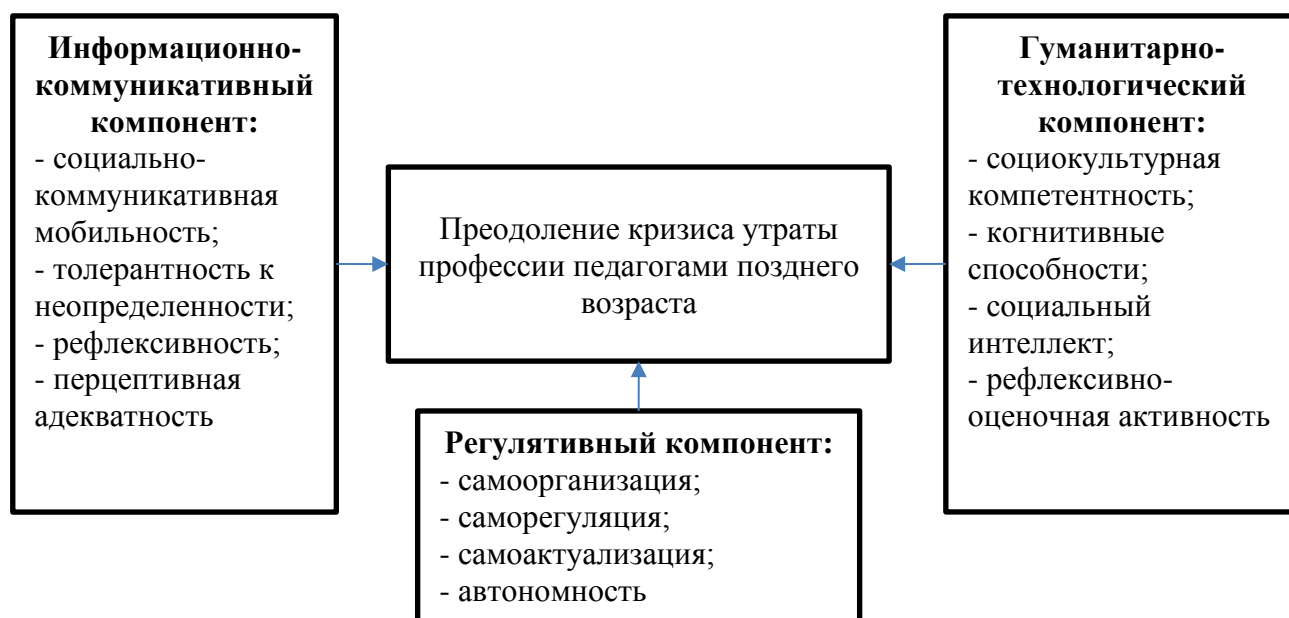 Информационно-
коммуникативный
компонент:
- социально-
коммуникативная
мобильность;
- толерантность к
неопределенности;
- рефлексивность;
- перцептивная
адекватность
Преодоление кризиса утраты
профессии педагогами позднего
возраста
Гуманитарно-
технологический
компонент:
- социокультурная
компетентность;
- когнитивные
способности;
- социальный
интеллект;
- рефлексивно-
оценочная активность
Регулятивный компонент:
- самоорганизация;
- саморегуляция;
- самоактуализация;
- автономность